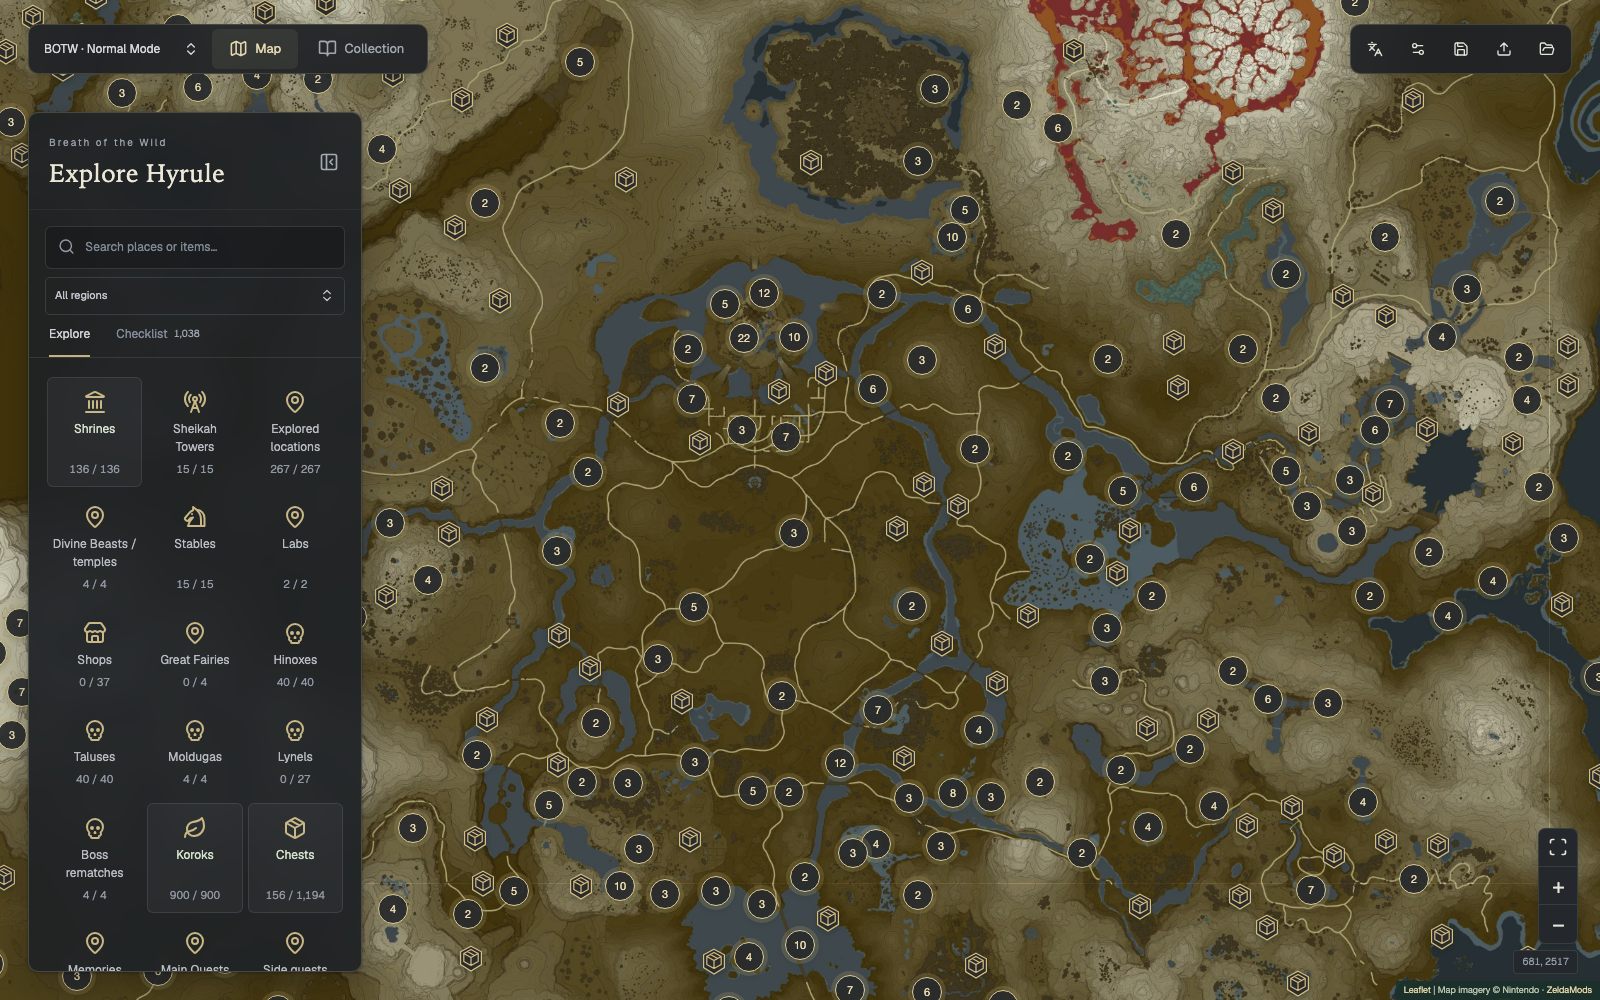 BOTW · Normal Mode
Map
Collection
Breath of the Wild
Explore Hyrule
Search places or items...
All regions
Explore
Checklist 1,038
Shrines
136 / 136
Sheikah Towers
15 / 15
Explored locations
267 / 267
Divine Beasts / temples
4 / 4
Stables
15 / 15
Labs
2 / 2
Shops
0 / 37
Great Fairies
0 / 4
Hinoxes
40 / 40
Taluses
40 / 40
Moldugas
4 / 4
Lynels
0 / 27
Boss rematches
4 / 4
Koroks
900 / 900
Chests
156 / 1,194
Memories
Main Quests
Side quests
681, 2517
Leaflet | Map imagery © Nintendo · ZeldaMods